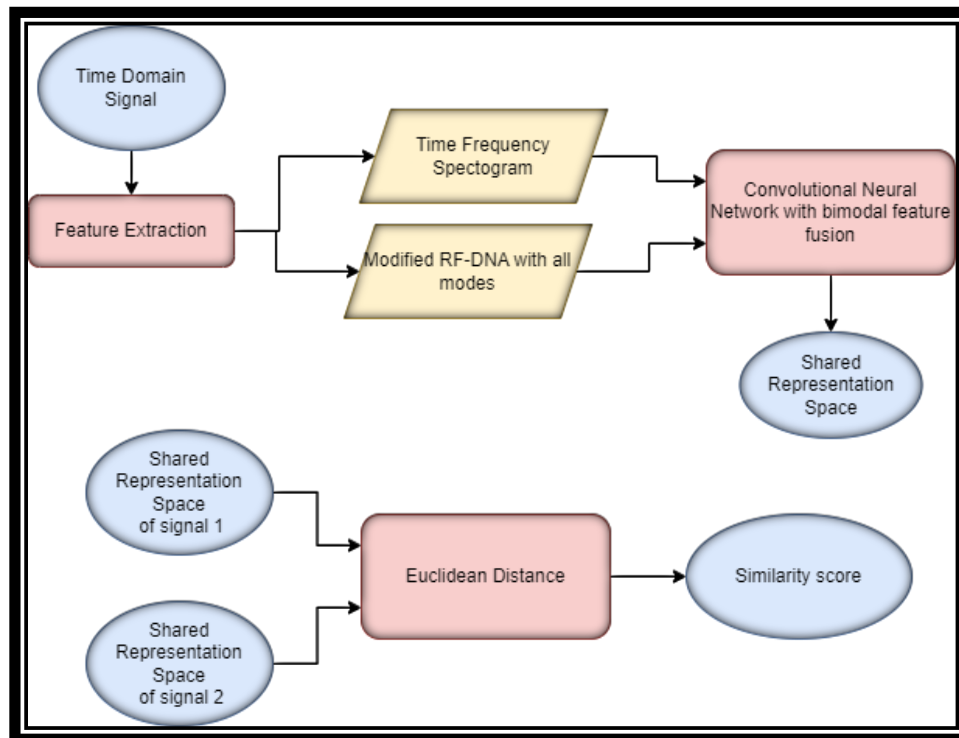 Time Domain
Signal
Feature Extraction
Time Frequency
Spectogram
Modified RF-DNA with all
modes
Convolutional Neural
Network with bimodal feature
fusion
Shared
Representation
Space
Shared
Representation
Space
of signal 1
Shared
Representation
Space
of signal 2
Euclidean Distance
Similarity score